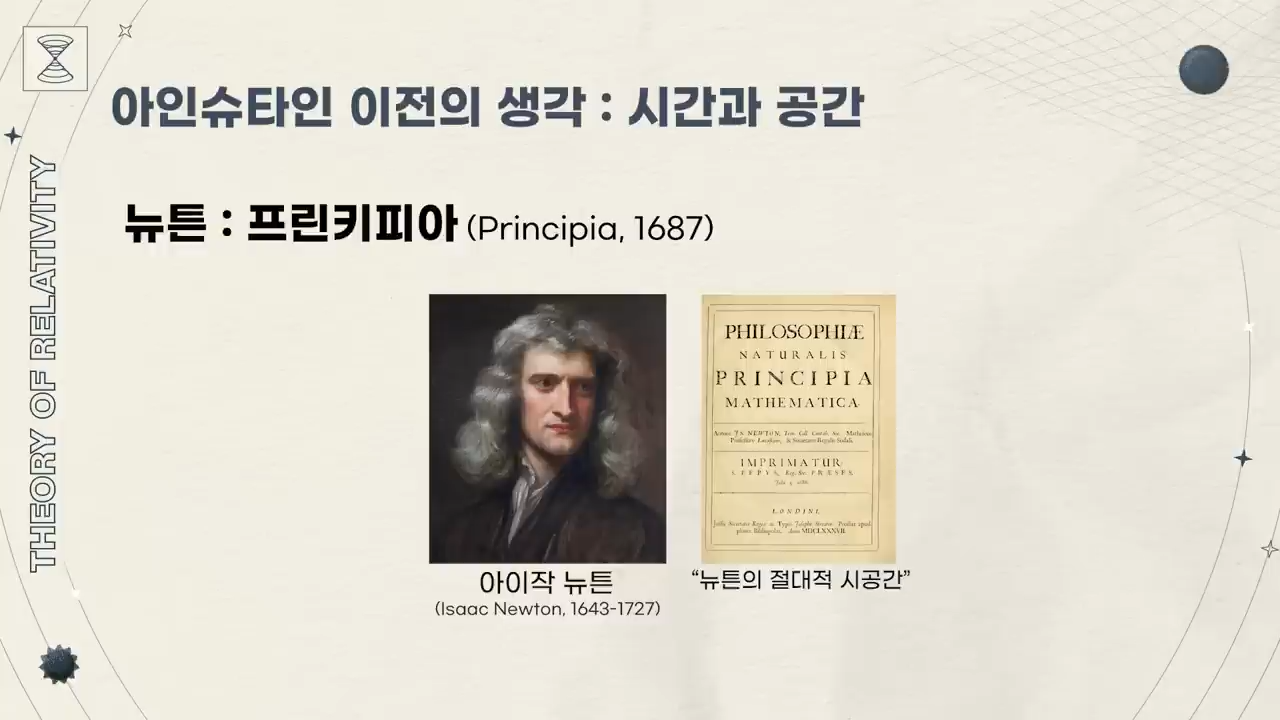 아인슈타인 이전의 생각 : 시간과 공간
THEORY OF RELATIVITY
뉴튼 : 프린키피아 (Principia, 1687)
PHILOSOPHIÆ
NATURALIS
PRINCIPIA
MATHEMATICA
IMPRIMATUR
LONDINI,
아이작 뉴튼
(Isaac Newton, 1643-1727)
“뉴튼의 절대적 시공간”